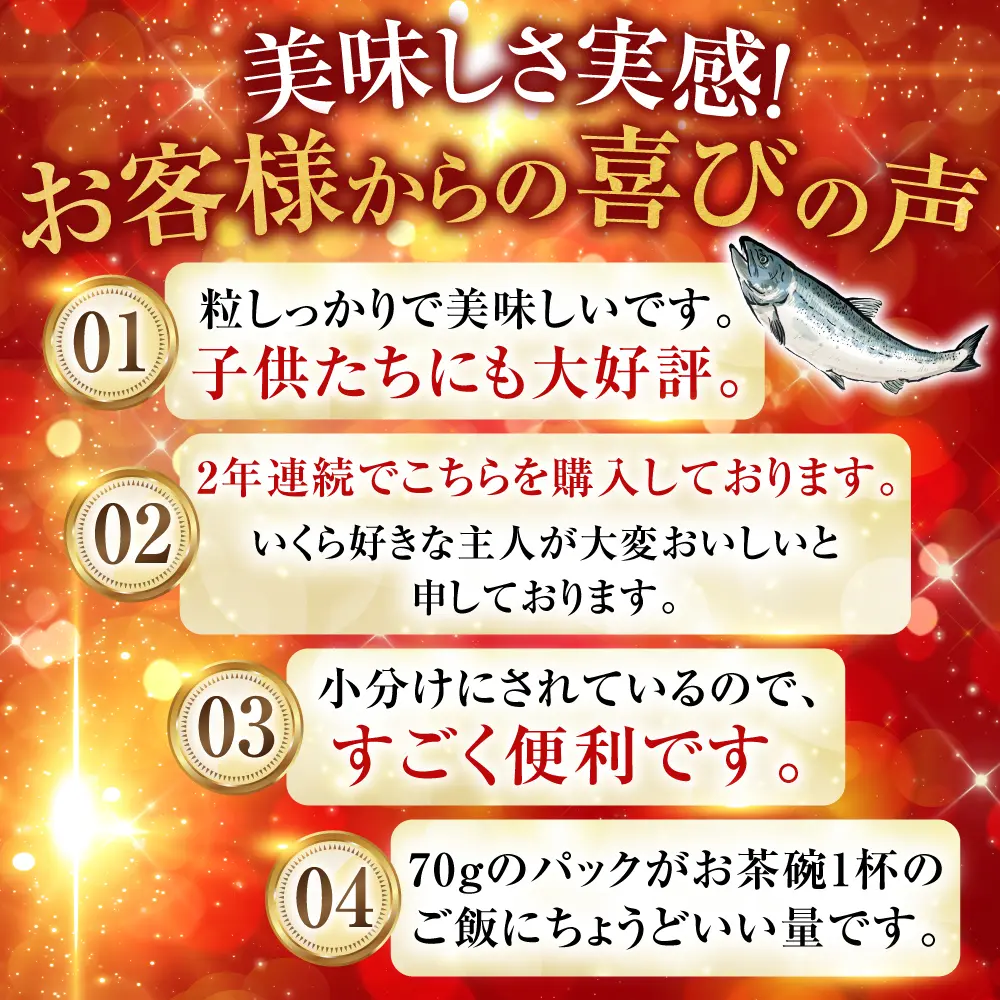 美味しさ実感!
お客様からの喜びの声
01
粒しっかりで美味しいです。
子供たちにも大好評。
02
2年連続でこちらを購入しております。
いくら好きな主人が大変おいしいと
申しております。
03
小分けにされているので、
すごく便利です。
04
70gのパックがお茶碗1杯の
ご飯にちょうどいい量です。